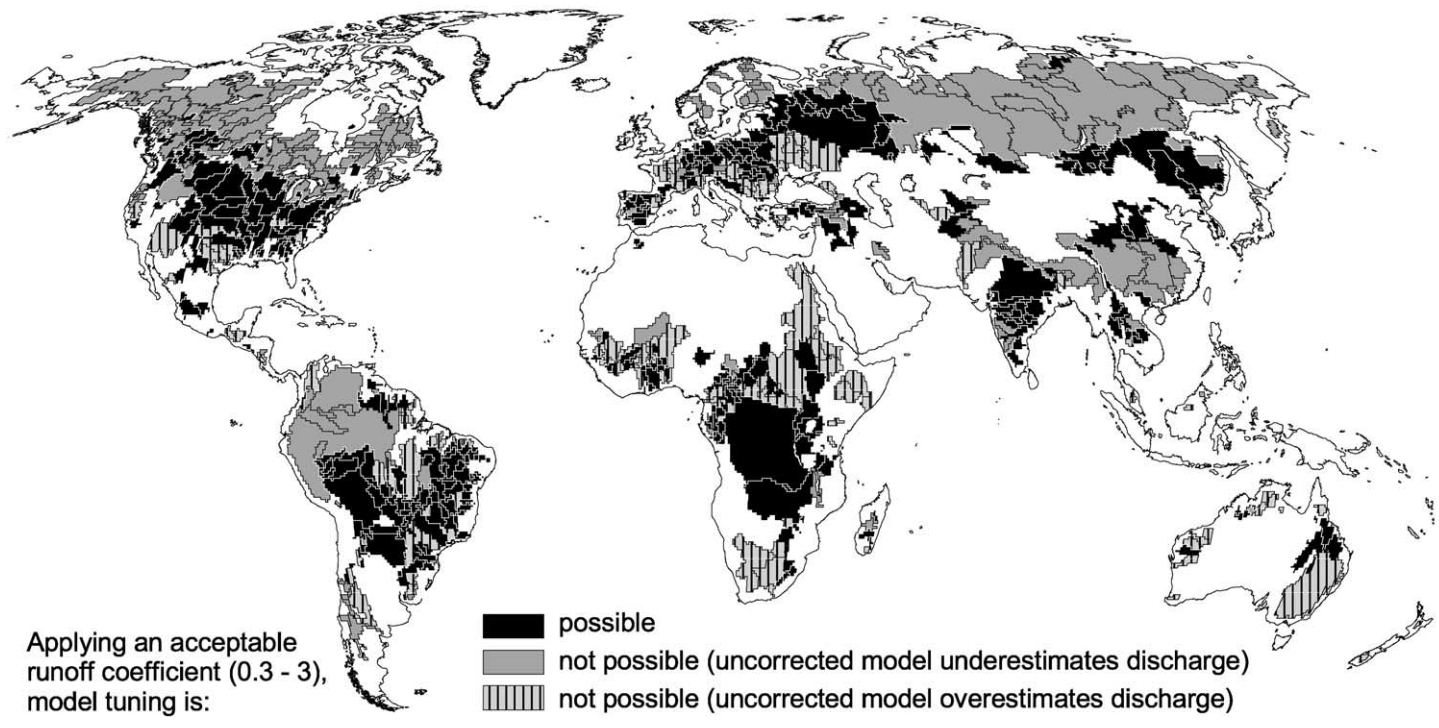 Applying an acceptable
runoff coefficient (0.3 - 3),
model tuning is:
possible
not possible (uncorrected model underestimates discharge)
not possible (uncorrected model overestimates discharge)